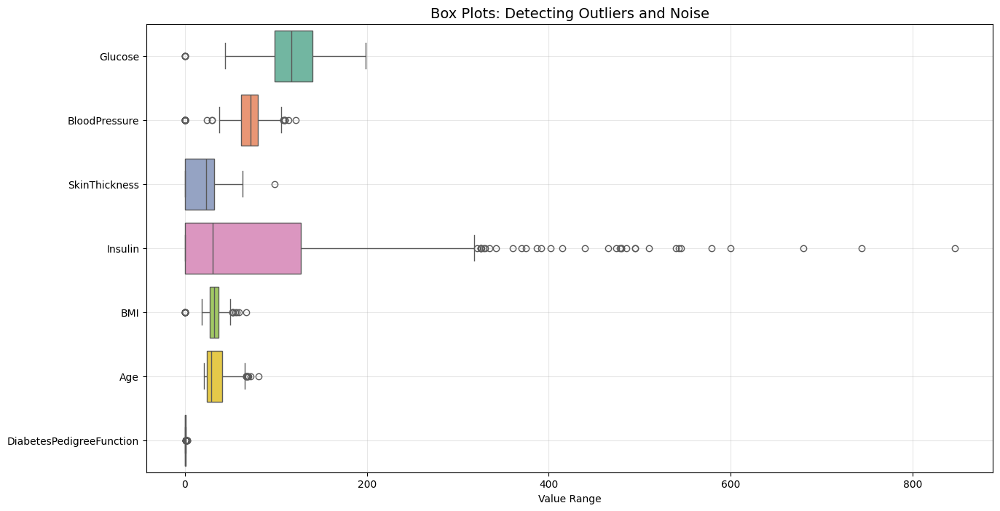 Box Plots: Detecting Outliers and Noise
Glucose
BloodPressure
SkinThickness
Insulin
BMI
Age
DiabetesPedigreeFunction
0 200 400 600 800
Value Range